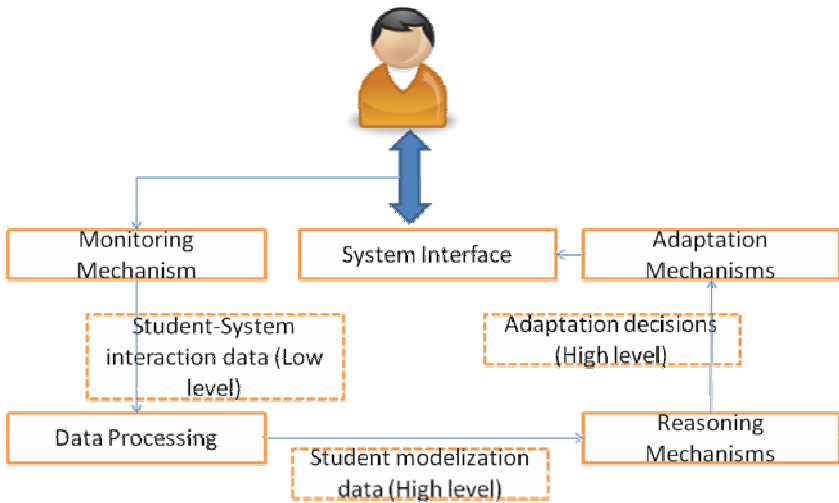 Monitoring
Mechanism
System Interface
Adaptation
Mechanisms
Student-System
interaction data (Low
level)
Adaptation decisions
(High level)
Data Processing
Reasoning
Mechanisms
Student modelization
data (High level)